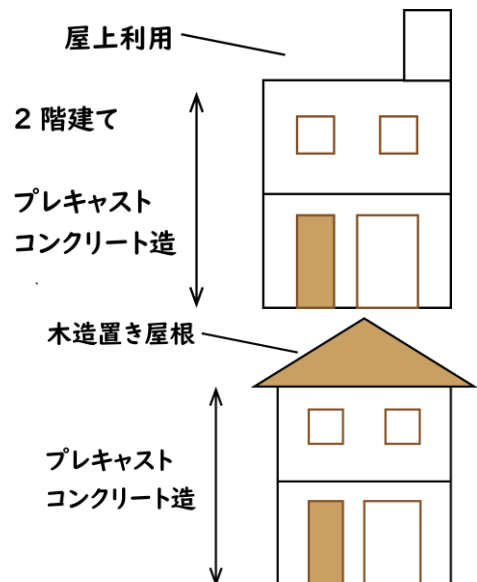 屋上利用
2階建て
プレキャスト
コンクリート造
木造置き屋根
プレキャスト
コンクリート造